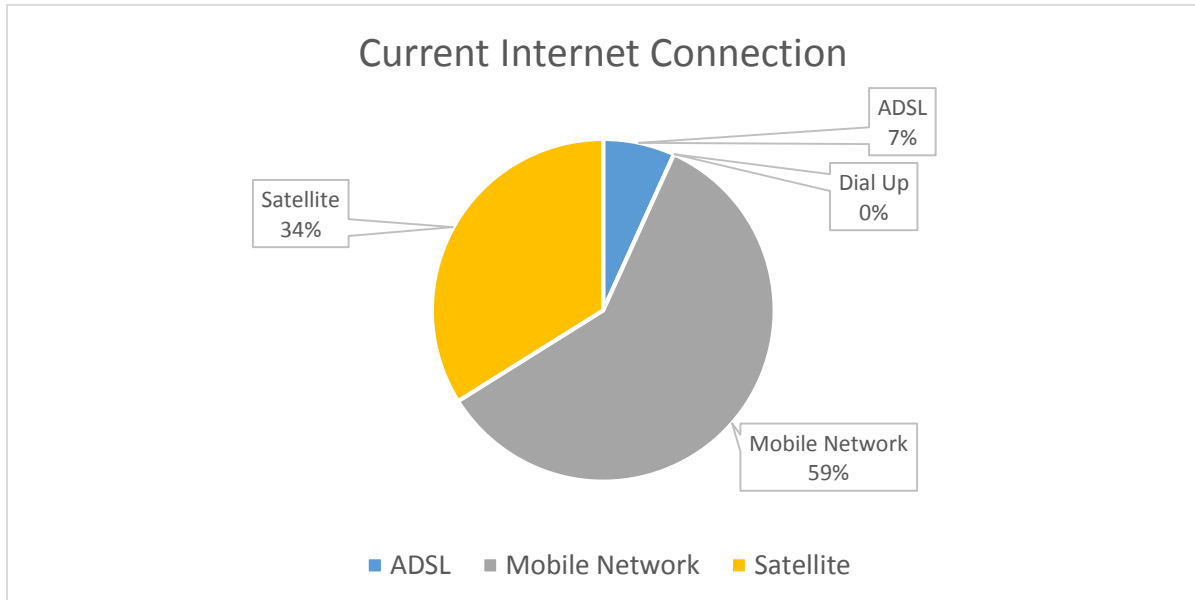 Current Internet Connection
ADSL
7%
Dial Up
0%
Satellite
34%
Mobile Network
59%
ADSL Mobile Network Satellite